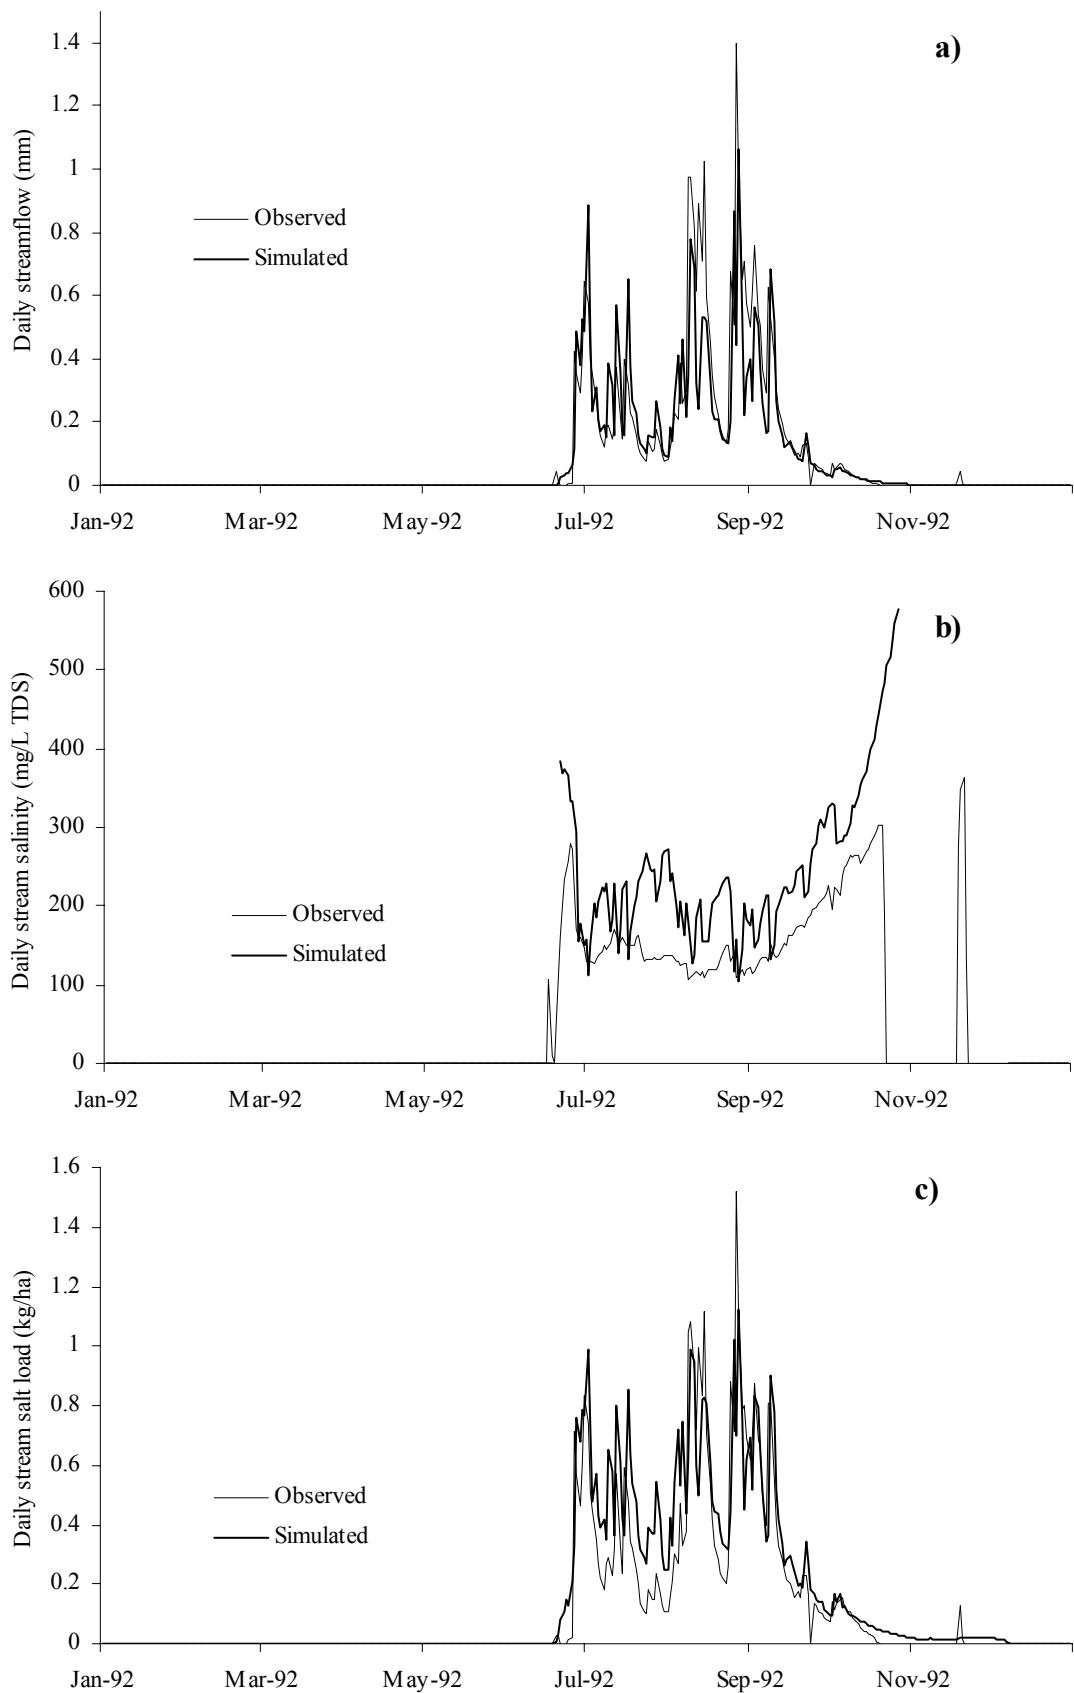 a)
Daily streamflow (mm)
1.4
1.2
1
0.8
0.6
0.4
0.2
0
Observed
Simulated
Jan-92 Mar-92 May-92 Jul-92 Sep-92 Nov-92
b)
Daily stream salinity (mg/L TDS)
600
500
400
300
200
100
0
Observed
Simulated
Jan-92 Mar-92 May-92 Jul-92 Sep-92 Nov-92
c)
Daily stream salt load (kg/ha)
1.6
1.4
1.2
1
0.8
0.6
0.4
0.2
0
Observed
Simulated
Jan-92 Mar-92 May-92 Jul-92 Sep-92 Nov-92